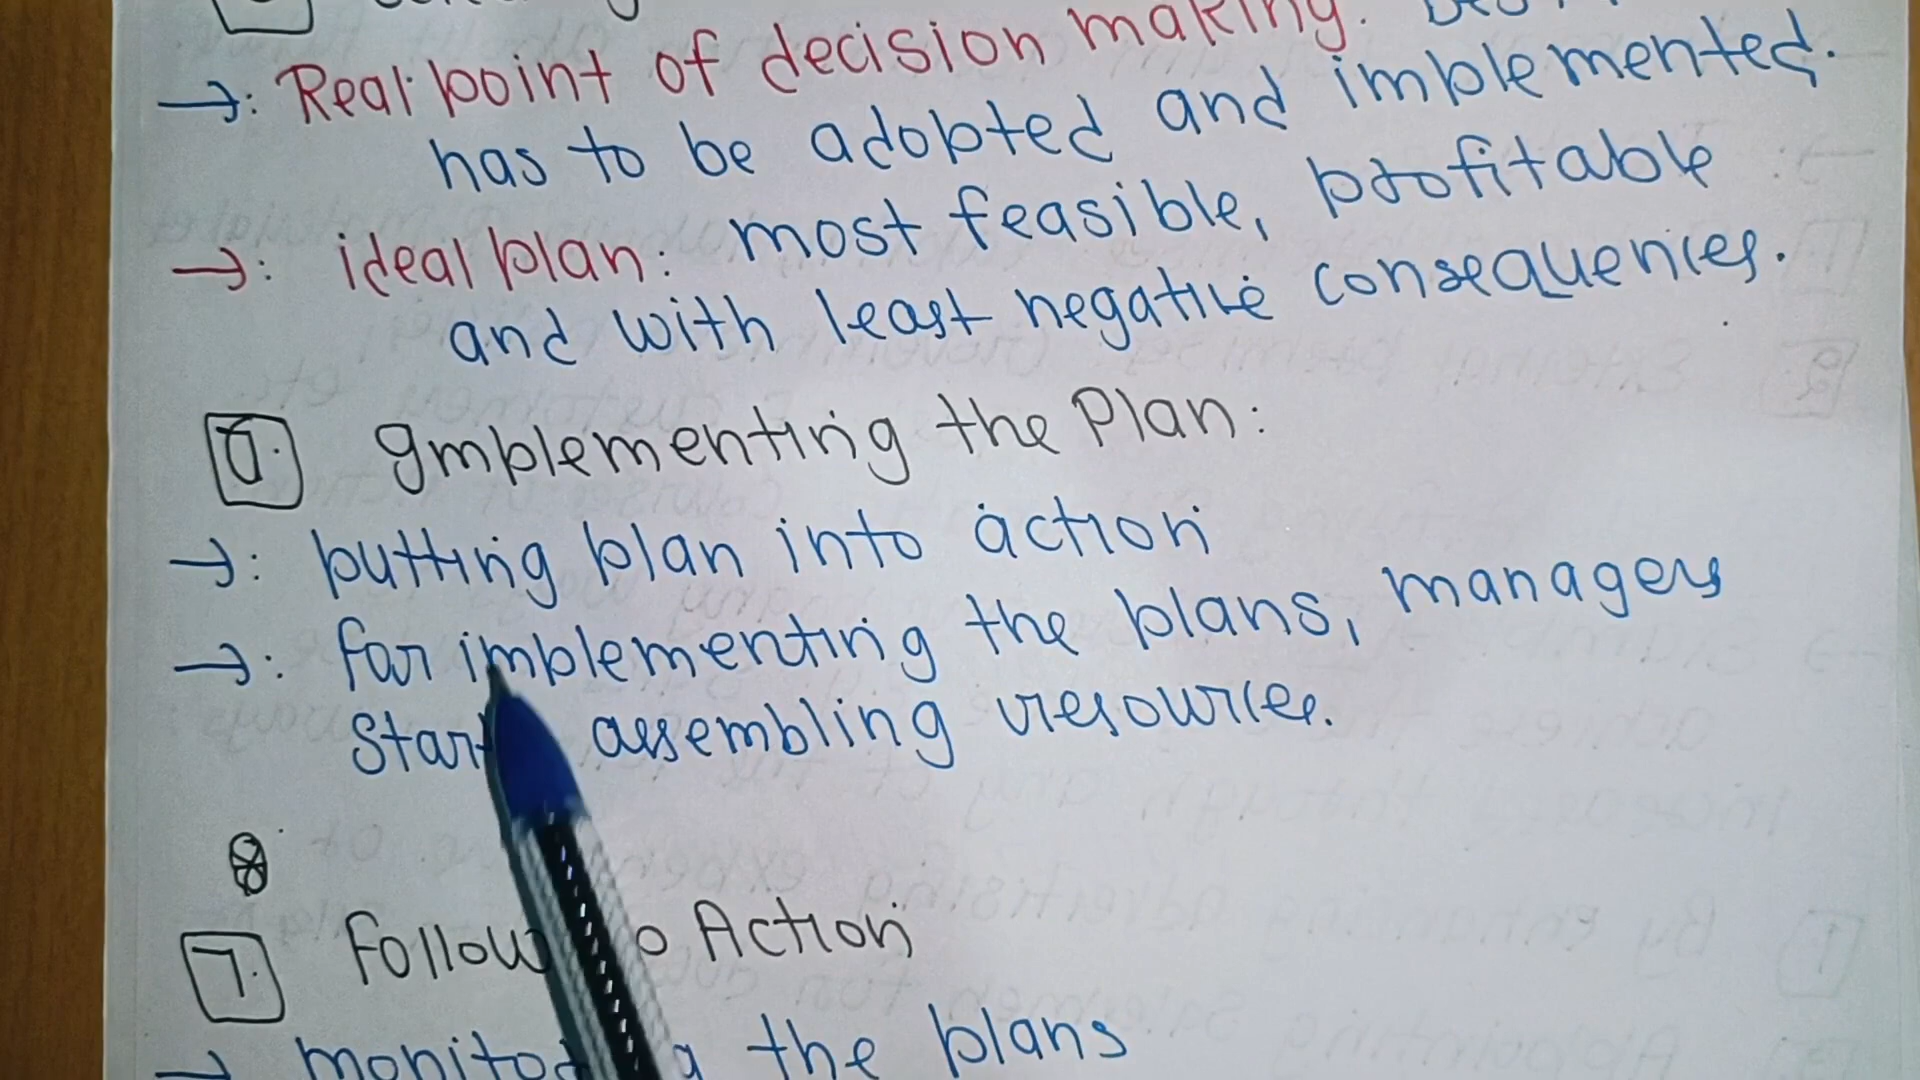 →: Real point of decision making.
has to be adopted and implemented.
→: ideal plan: most feasible, profitable
and with least negative consequences.
6. Implementing the Plan:
→: putting plan into action
→: for implementing the plans, managers
start assembling resources.
7. Follow Action
→ the plans